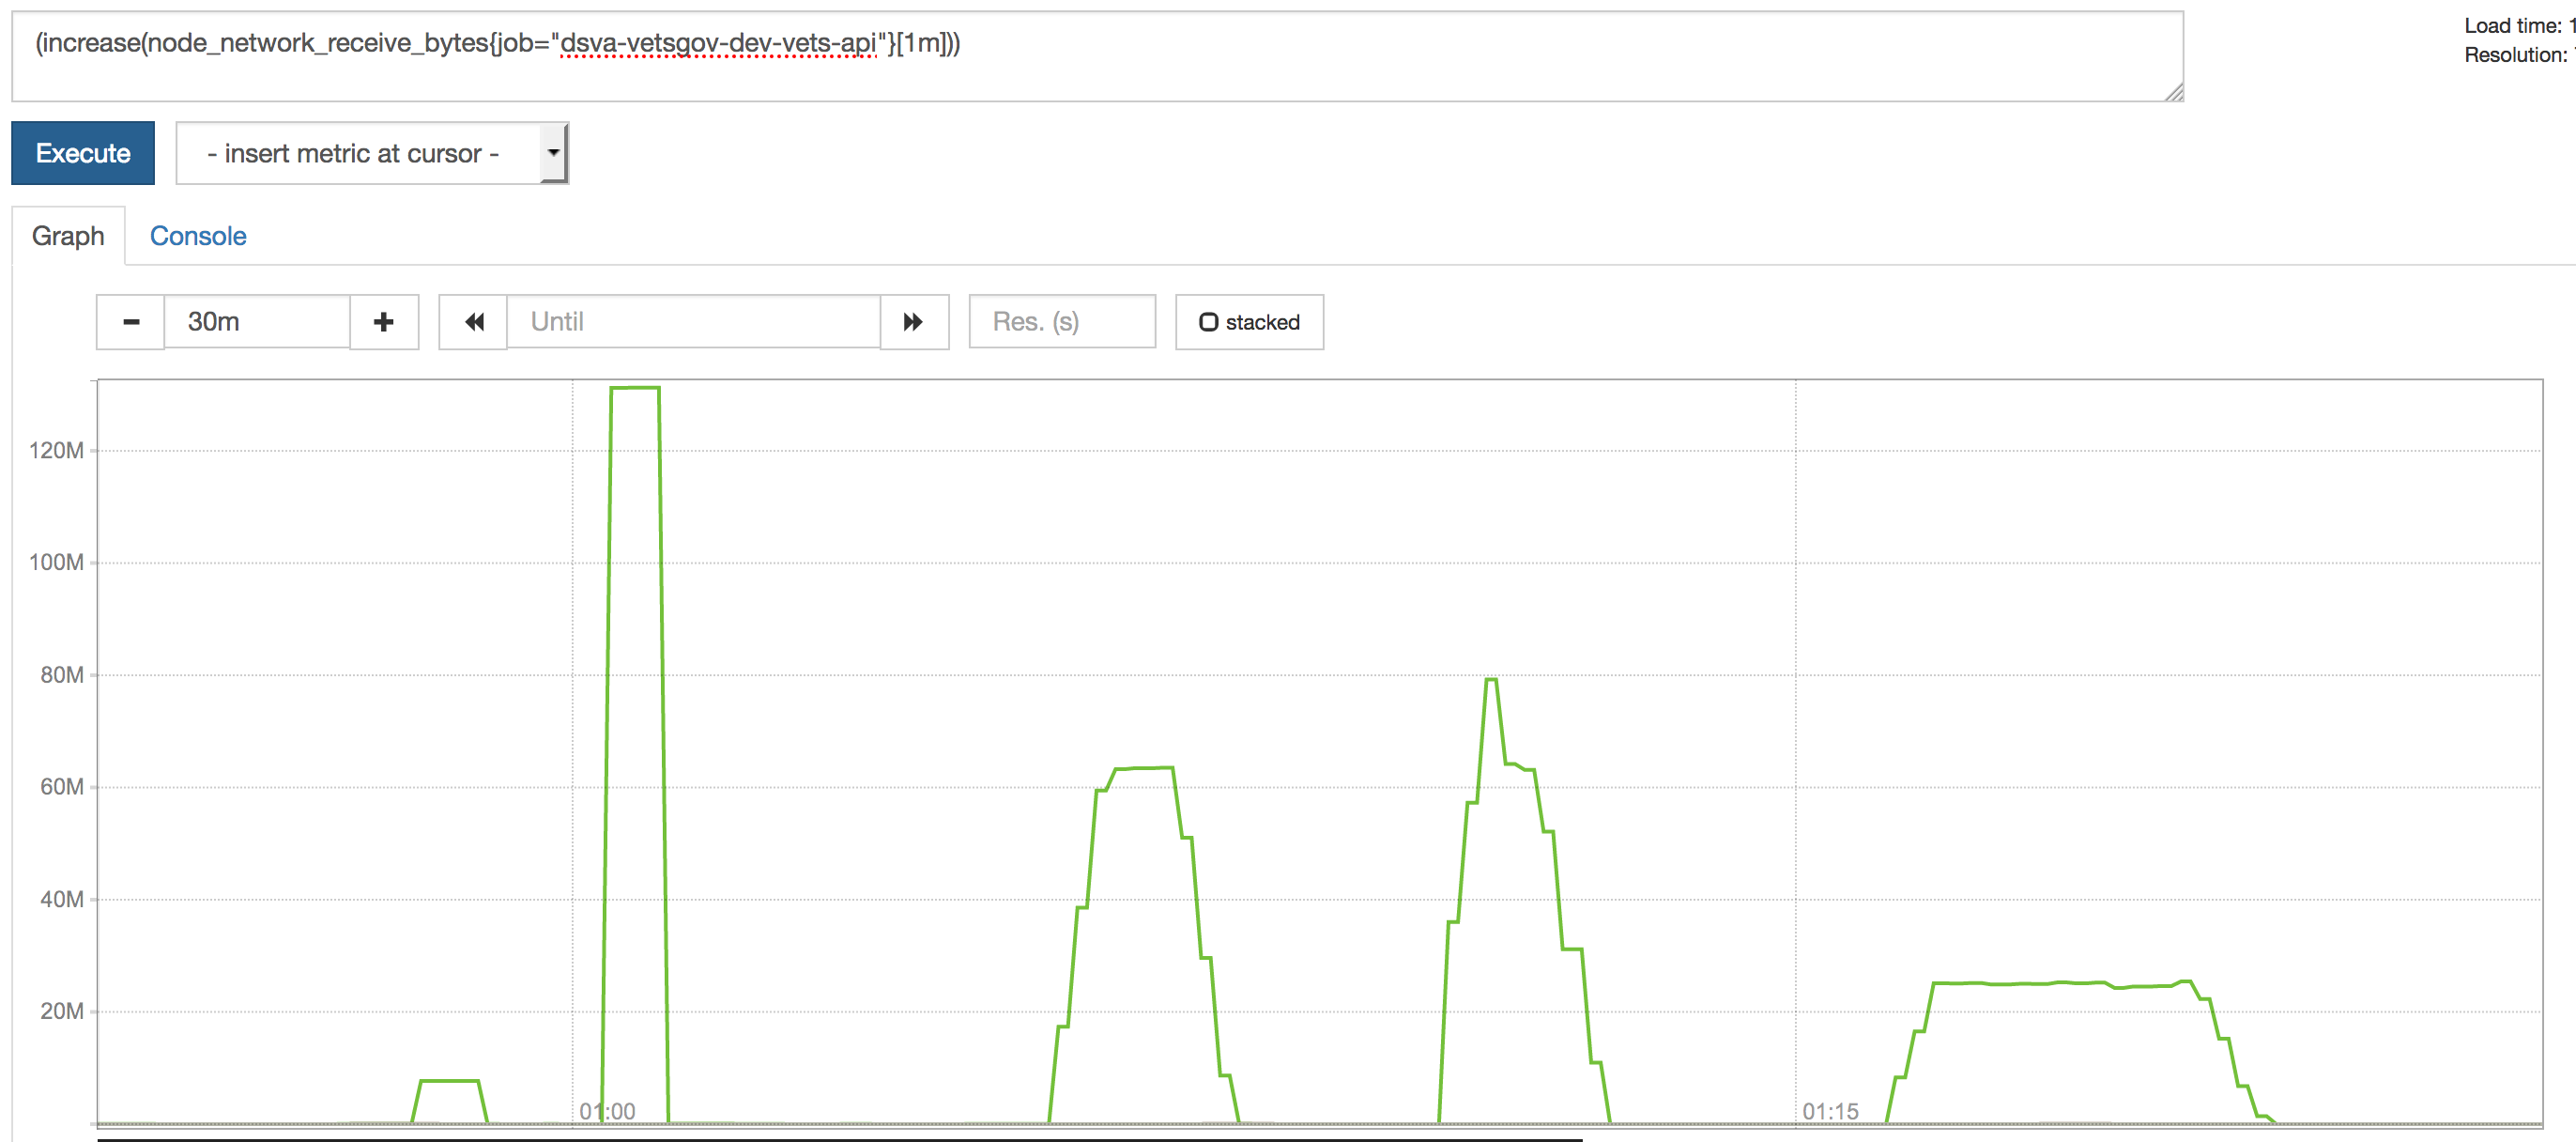 (increase(node_network_receive_bytes{job="dsva-vetsgov-dev-vets-api"}[1m]))
Load time: 1
Resolution:
Execute
- insert metric at cursor -
Graph
Console
30m
Until
Res. (s)
stacked
120M
100M
80M
60M
40M
20M
01:00
01:15